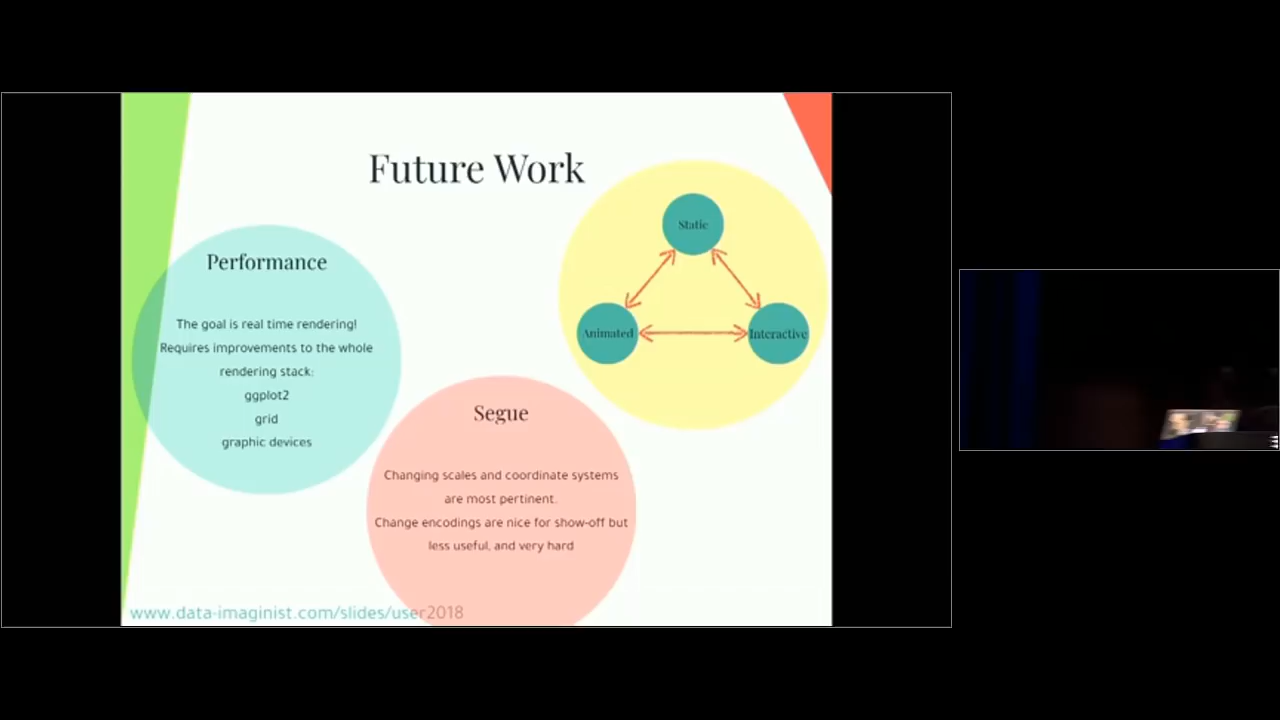 Future Work
Performance
The goal is real time rendering!
Requires improvements to the whole
rendering stack:
ggplot2
grid
graphic devices
Static
Animated
Interactive
Segue
Changing scales and coordinate systems
are most pertinent.
Change encodings are nice for show-off but
less useful, and very hard
www.data-imaginist.com/slides/user2018